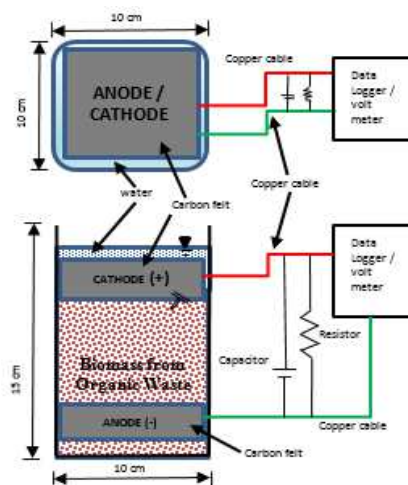 10 cm
10 cm
ANODE /
CATHODE
Copper cable
Data
Logger /
volt
meter
water
Carbon felt
Copper cable
15 cm
CATHODE (+)
Data
Logger /
volt
meter
Biomass from
Organic Waste
Capacitor
Resistor
ANODE (-)
Copper cable
Carbon felt
10 cm